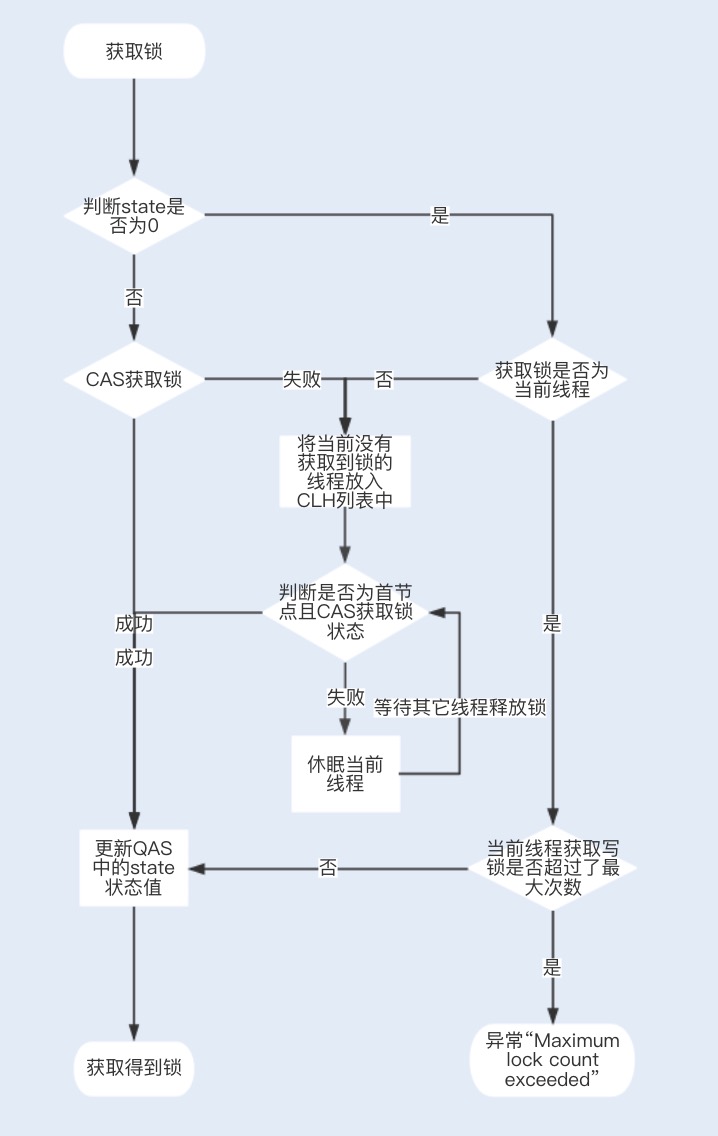 获取锁
判断state是
否为0
是
否
CAS获取锁
失败
否
获取锁是否为
当前线程
将当前没有
获取到锁的
线程放入
CLH列表中
判断是否为首节
点且CAS获取锁
状态
成功
成功
是
失败
等待其它线程释放锁
休眠当前
线程
更新QAS
中的state
状态值
否
当前线程获取写
锁是否超过了最
大次数
是
获取得到锁
异常“Maximum
lock count
exceeded”